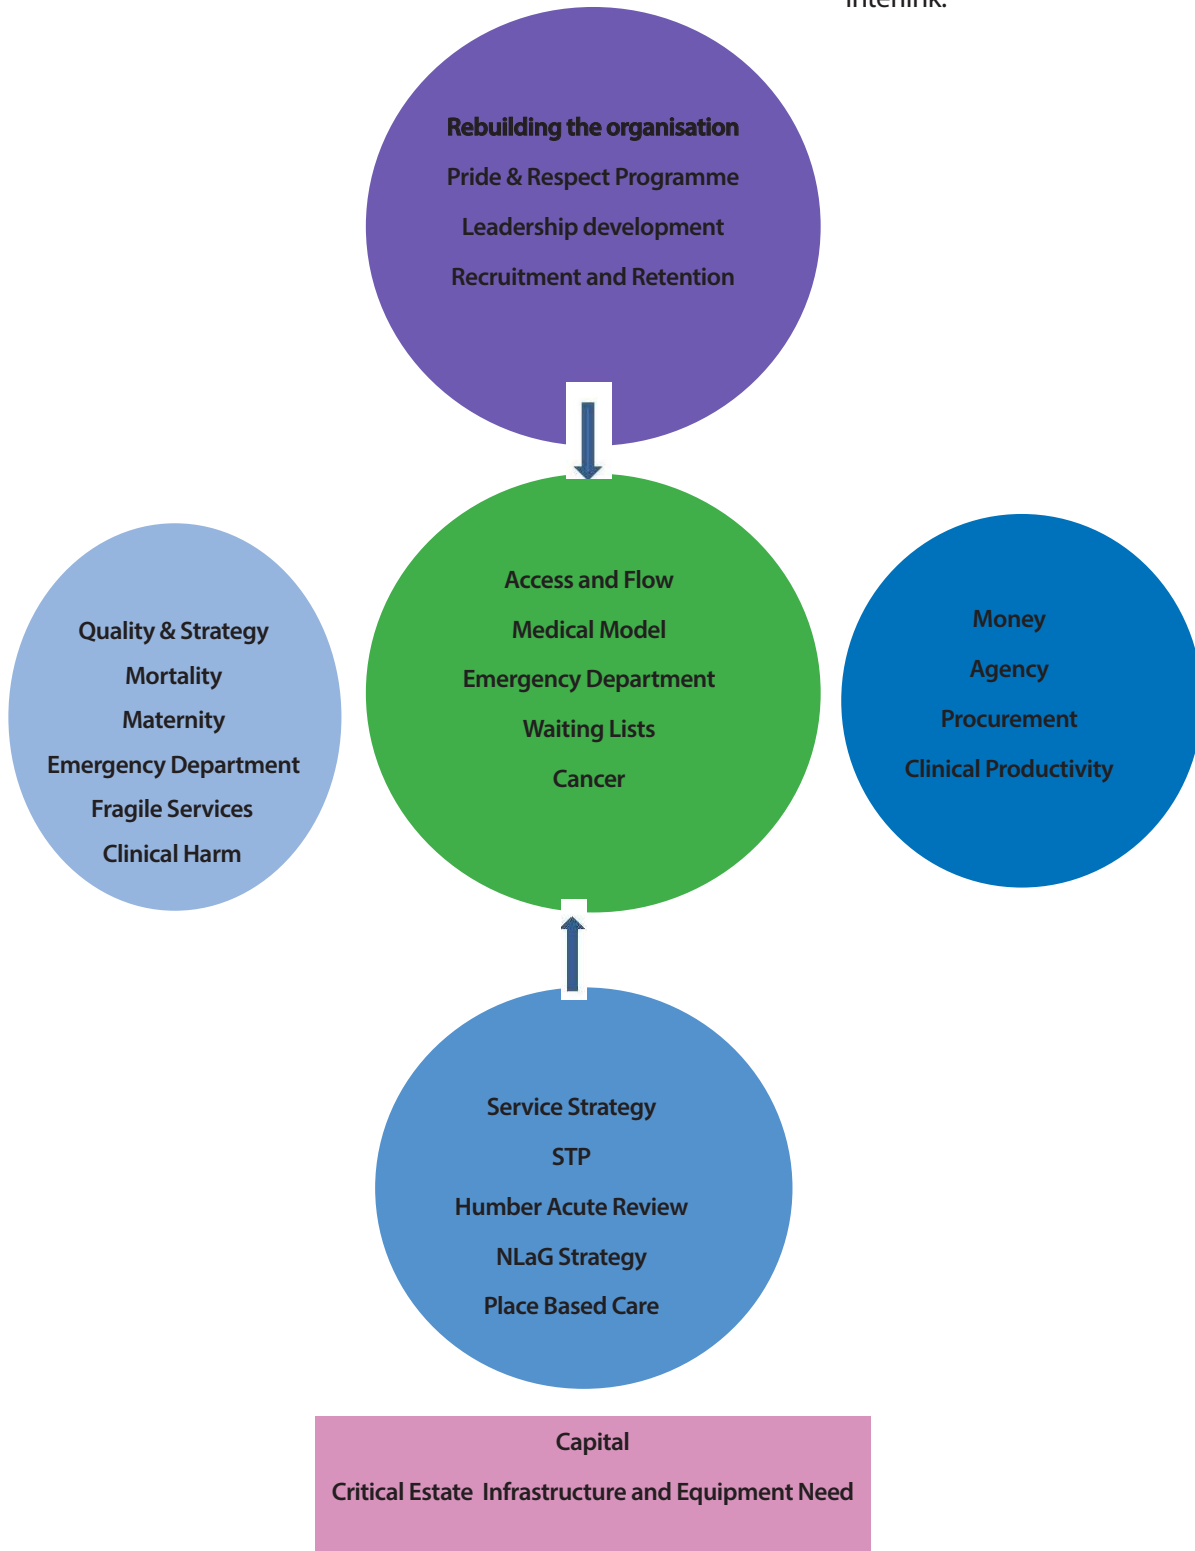 interlink.
Rebuilding the organisation
Pride & Respect Programme
Leadership development
Recruitment and Retention
Access and Flow
Medical Model
Emergency Department
Waiting Lists
Cancer
Quality & Strategy
Mortality
Maternity
Emergency Department
Fragile Services
Clinical Harm
Money
Agency
Procurement
Clinical Productivity
Service Strategy
STP
Humber Acute Review
NLaG Strategy
Place Based Care
Capital
Critical Estate Infrastructure and Equipment Need